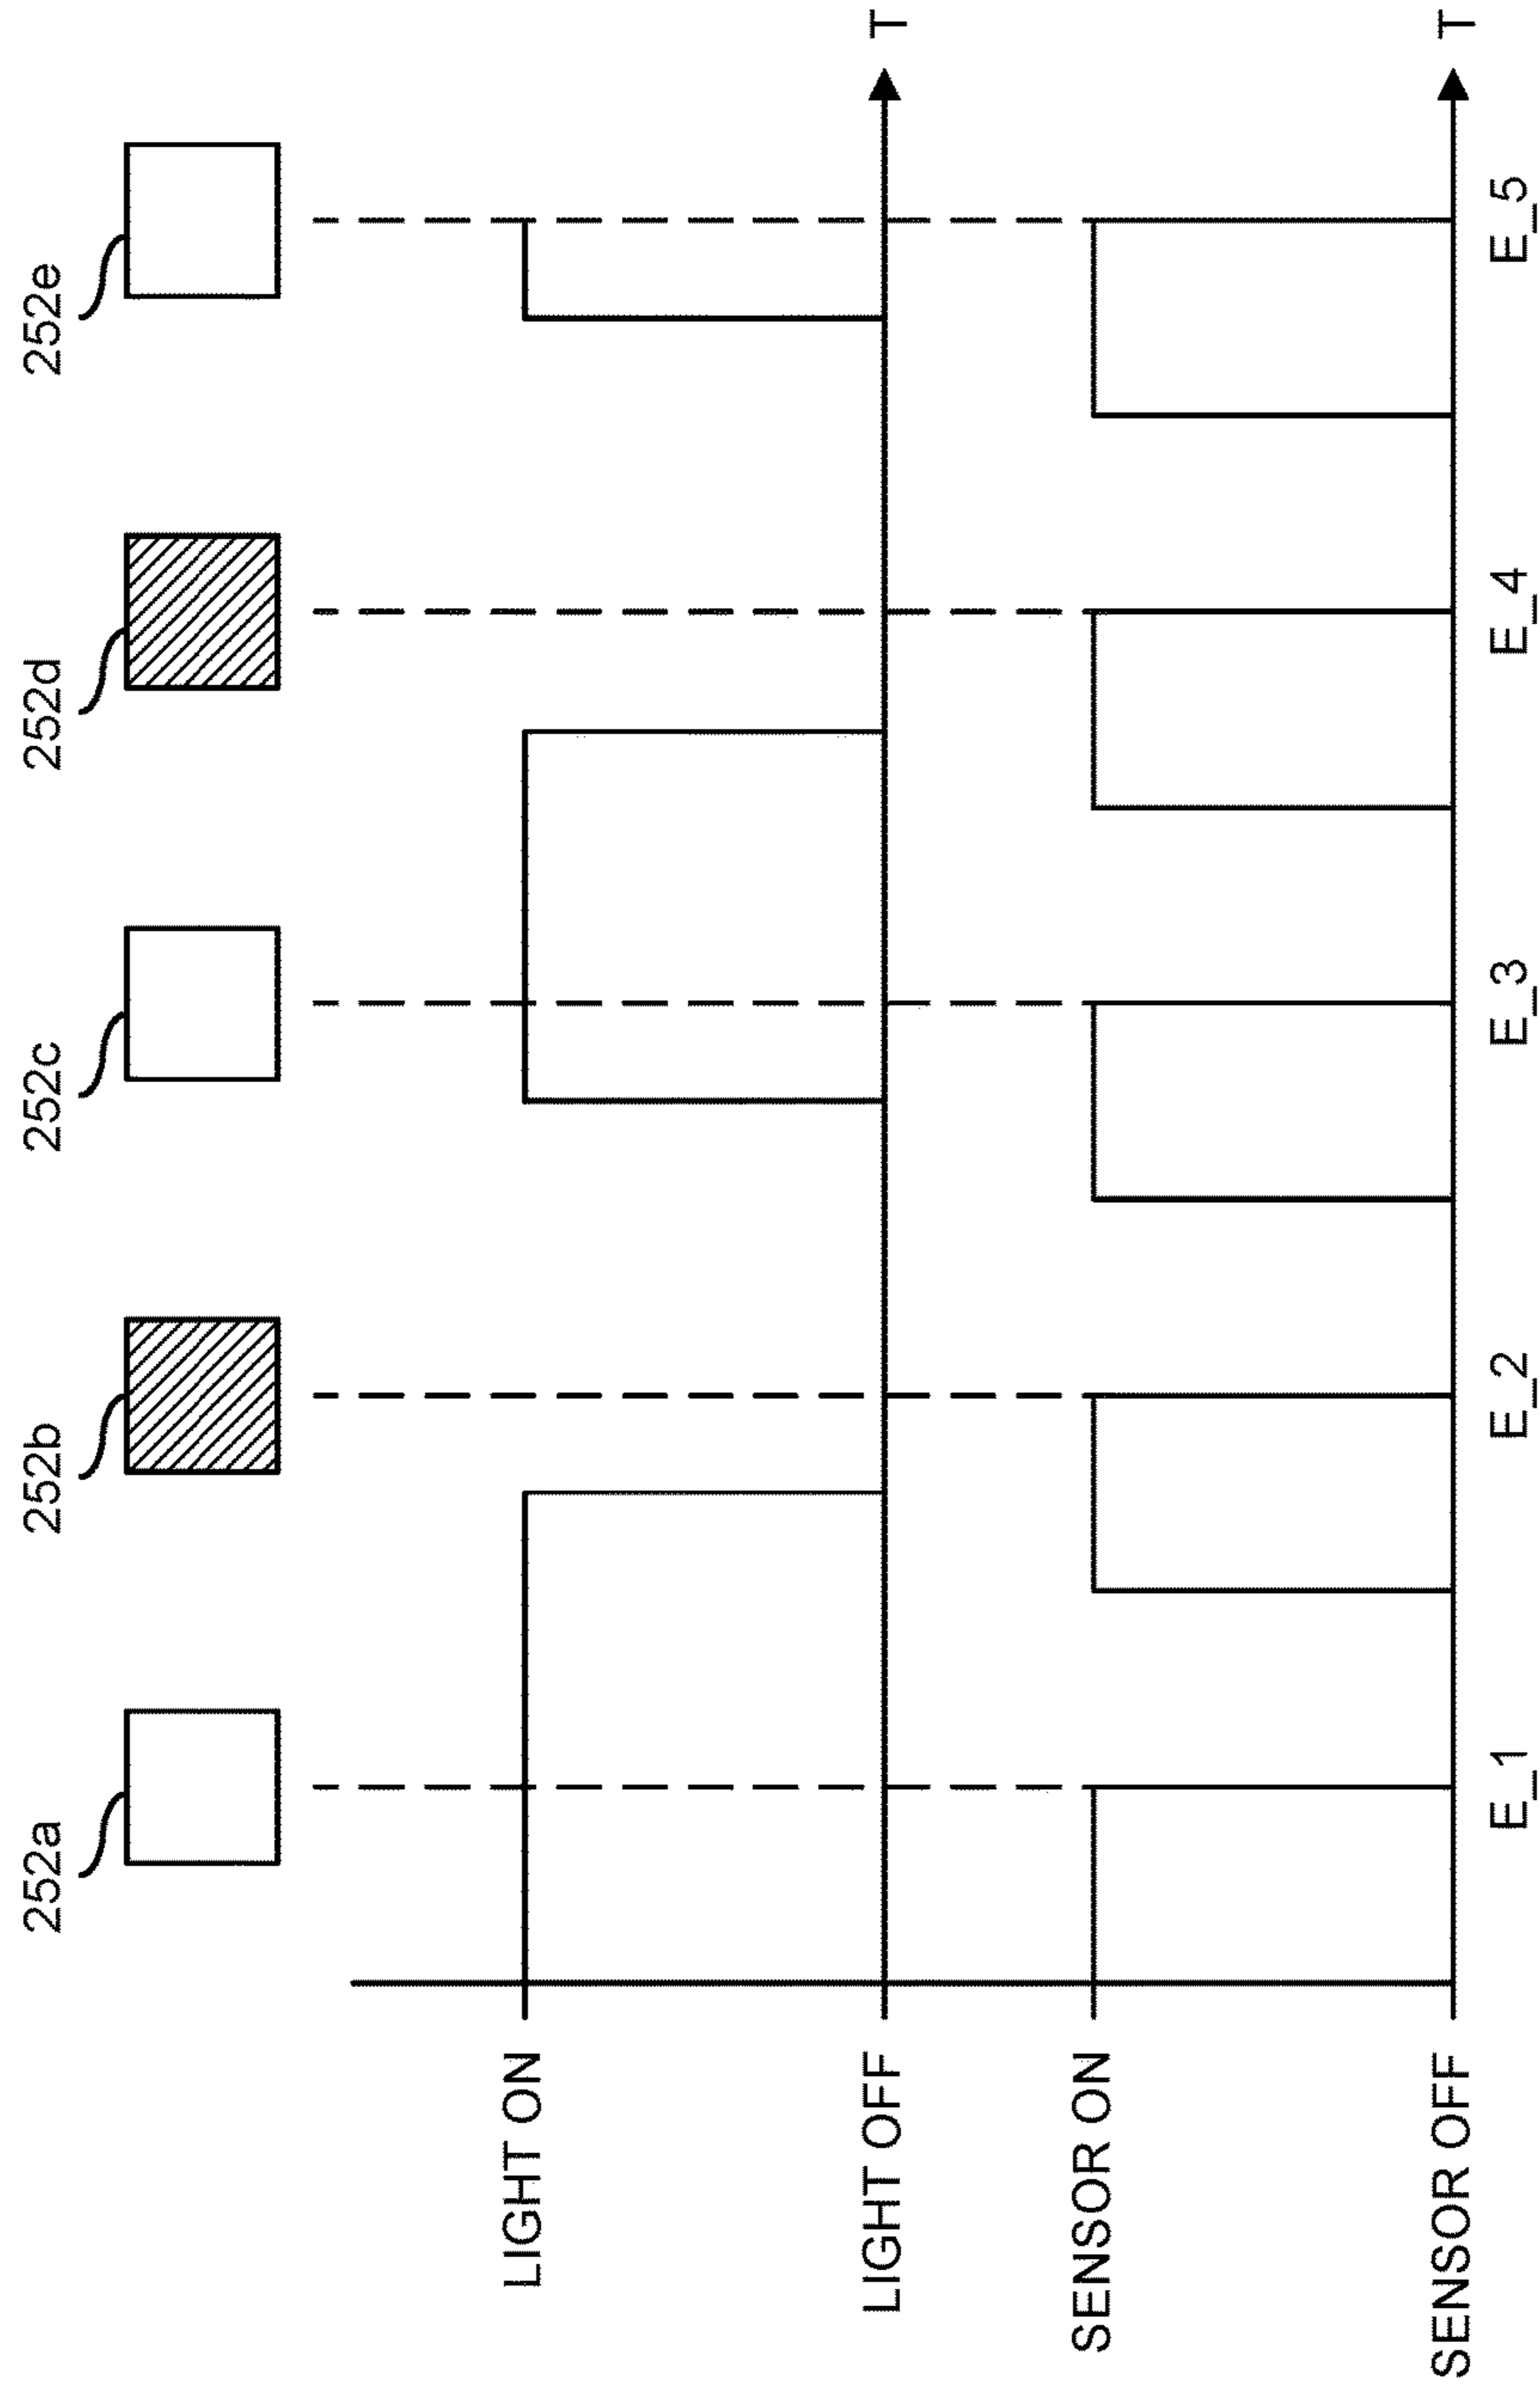 252a 252b 252c 252d 252e
LIGHT ON
LIGHT OFF T
SENSOR ON
SENSOR OFF T
E_1 E_2 E_3 E_4 E_5